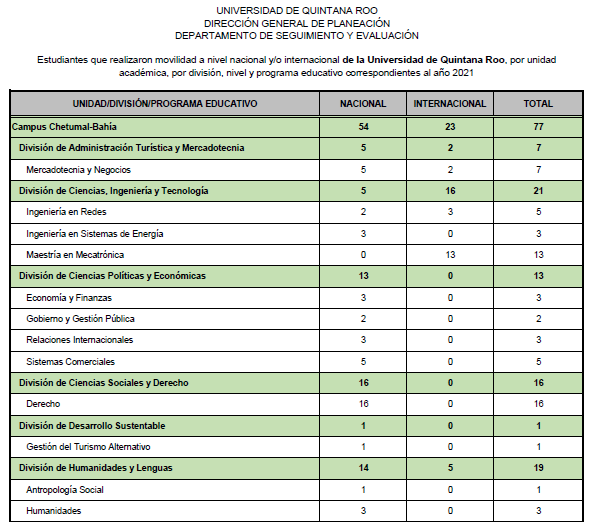 UNIVERSIDAD DE QUINTANA ROO
DIRECCIÓN GENERAL DE PLANEACIÓN
DEPARTAMENTO DE SEGUIMIENTO Y EVALUACIÓN
Estudiantes que realizaron movilidad a nivel nacional y/o internacional de la Universidad de Quintana Roo, por unidad
académica, por división, nivel y programa educativo correspondientes al año 2021
UNIDAD/DIVISIÓN/PROGRAMA EDUCATIVO NACIONAL INTERNACIONAL TOTAL
Campus Chetumal-Bahía 54 23 77
División de Administración Turística y Mercadotecnia 5 2 7
Mercadotecnia y Negocios 5 2 7
División de Ciencias, Ingeniería y Tecnología 5 16 21
Ingeniería en Redes 2 3 5
Ingeniería en Sistemas de Energía 3 0 3
Maestría en Mecatrónica 0 13 13
División de Ciencias Políticas y Económicas 13 0 13
Economía y Finanzas 3 0 3
Gobierno y Gestión Pública 2 0 2
Relaciones Internacionales 3 0 3
Sistemas Comerciales 5 0 5
División de Ciencias Sociales y Derecho 16 0 16
Derecho 16 0 16
División de Desarrollo Sustentable 1 0 1
Gestión del Turismo Alternativo 1 0 1
División de Humanidades y Lenguas 14 5 19
Antropología Social 1 0 1
Humanidades 3 0 3